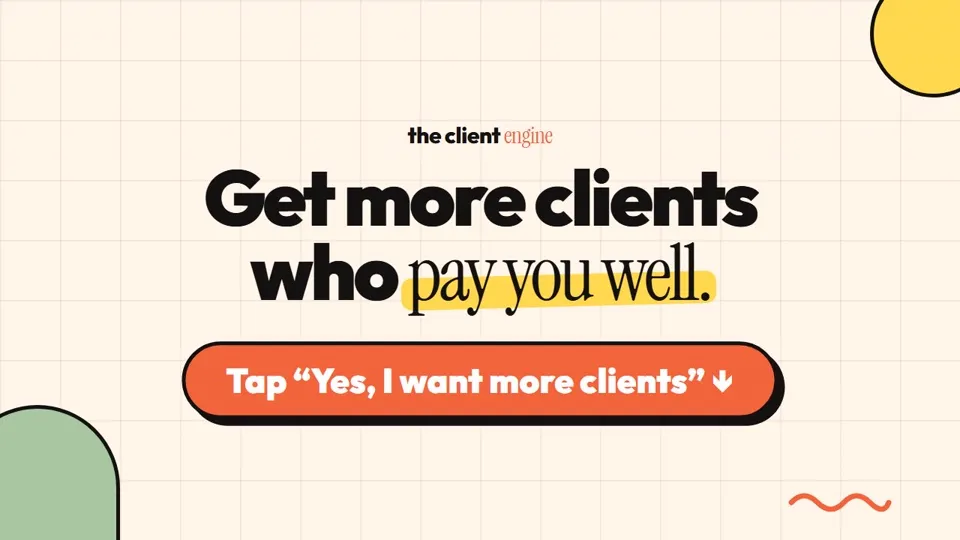 the client engine
Get more clients
who pay you well.
Tap “Yes, I want more clients” ↓